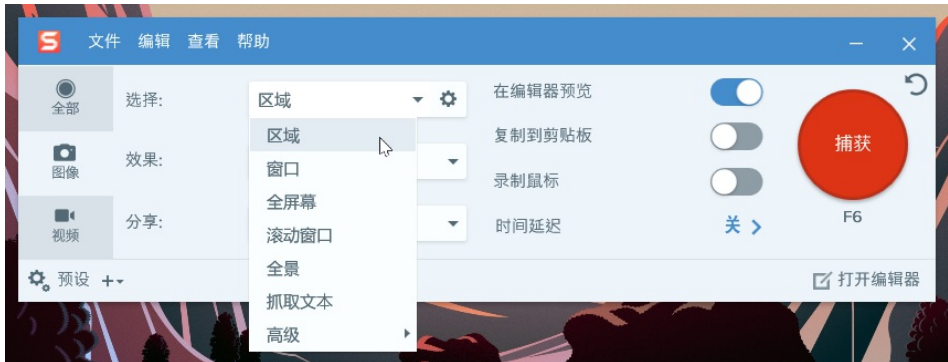 S 文件 编辑 查看 帮助
全部
图像
视频
选择:
区域
区域
窗口
全屏幕
滚动窗口
全景
抓取文本
高级
效果:
分享:
在编辑器预览
复制到剪贴板
录制鼠标
时间延迟 关
捕获
F6
预设
打开编辑器